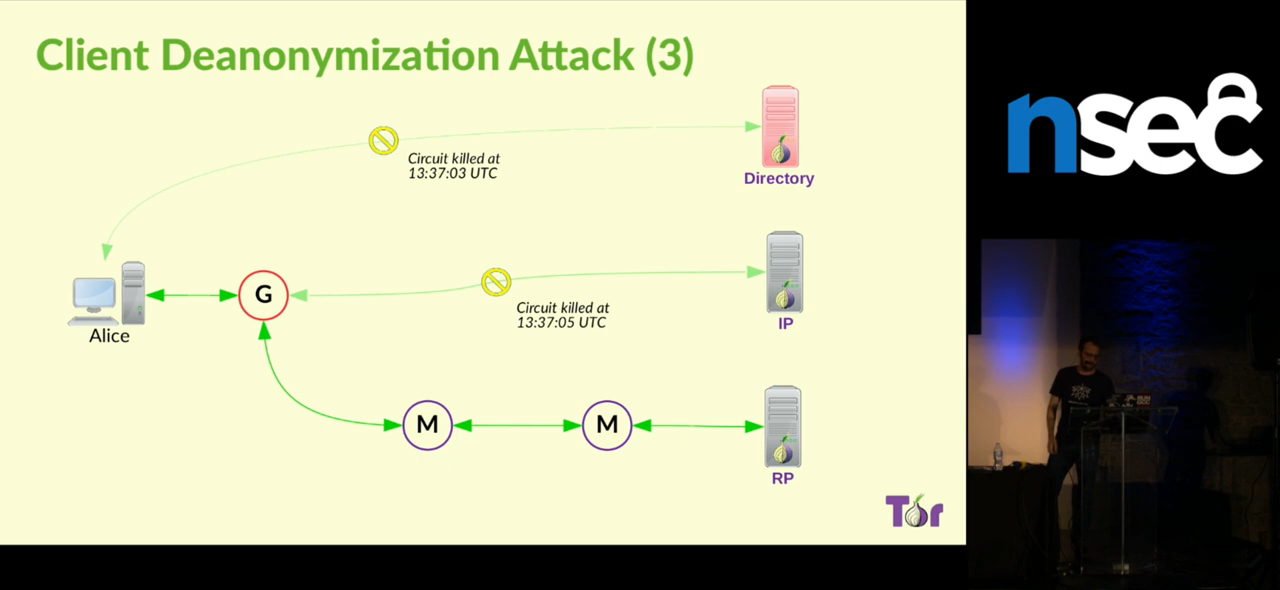 Client Deanonymization Attack (3)
Circuit killed at
13:37:03 UTC
Directory
Circuit killed at
13:37:05 UTC
IP
G
Alice
M
M
RP
Tor
nsec